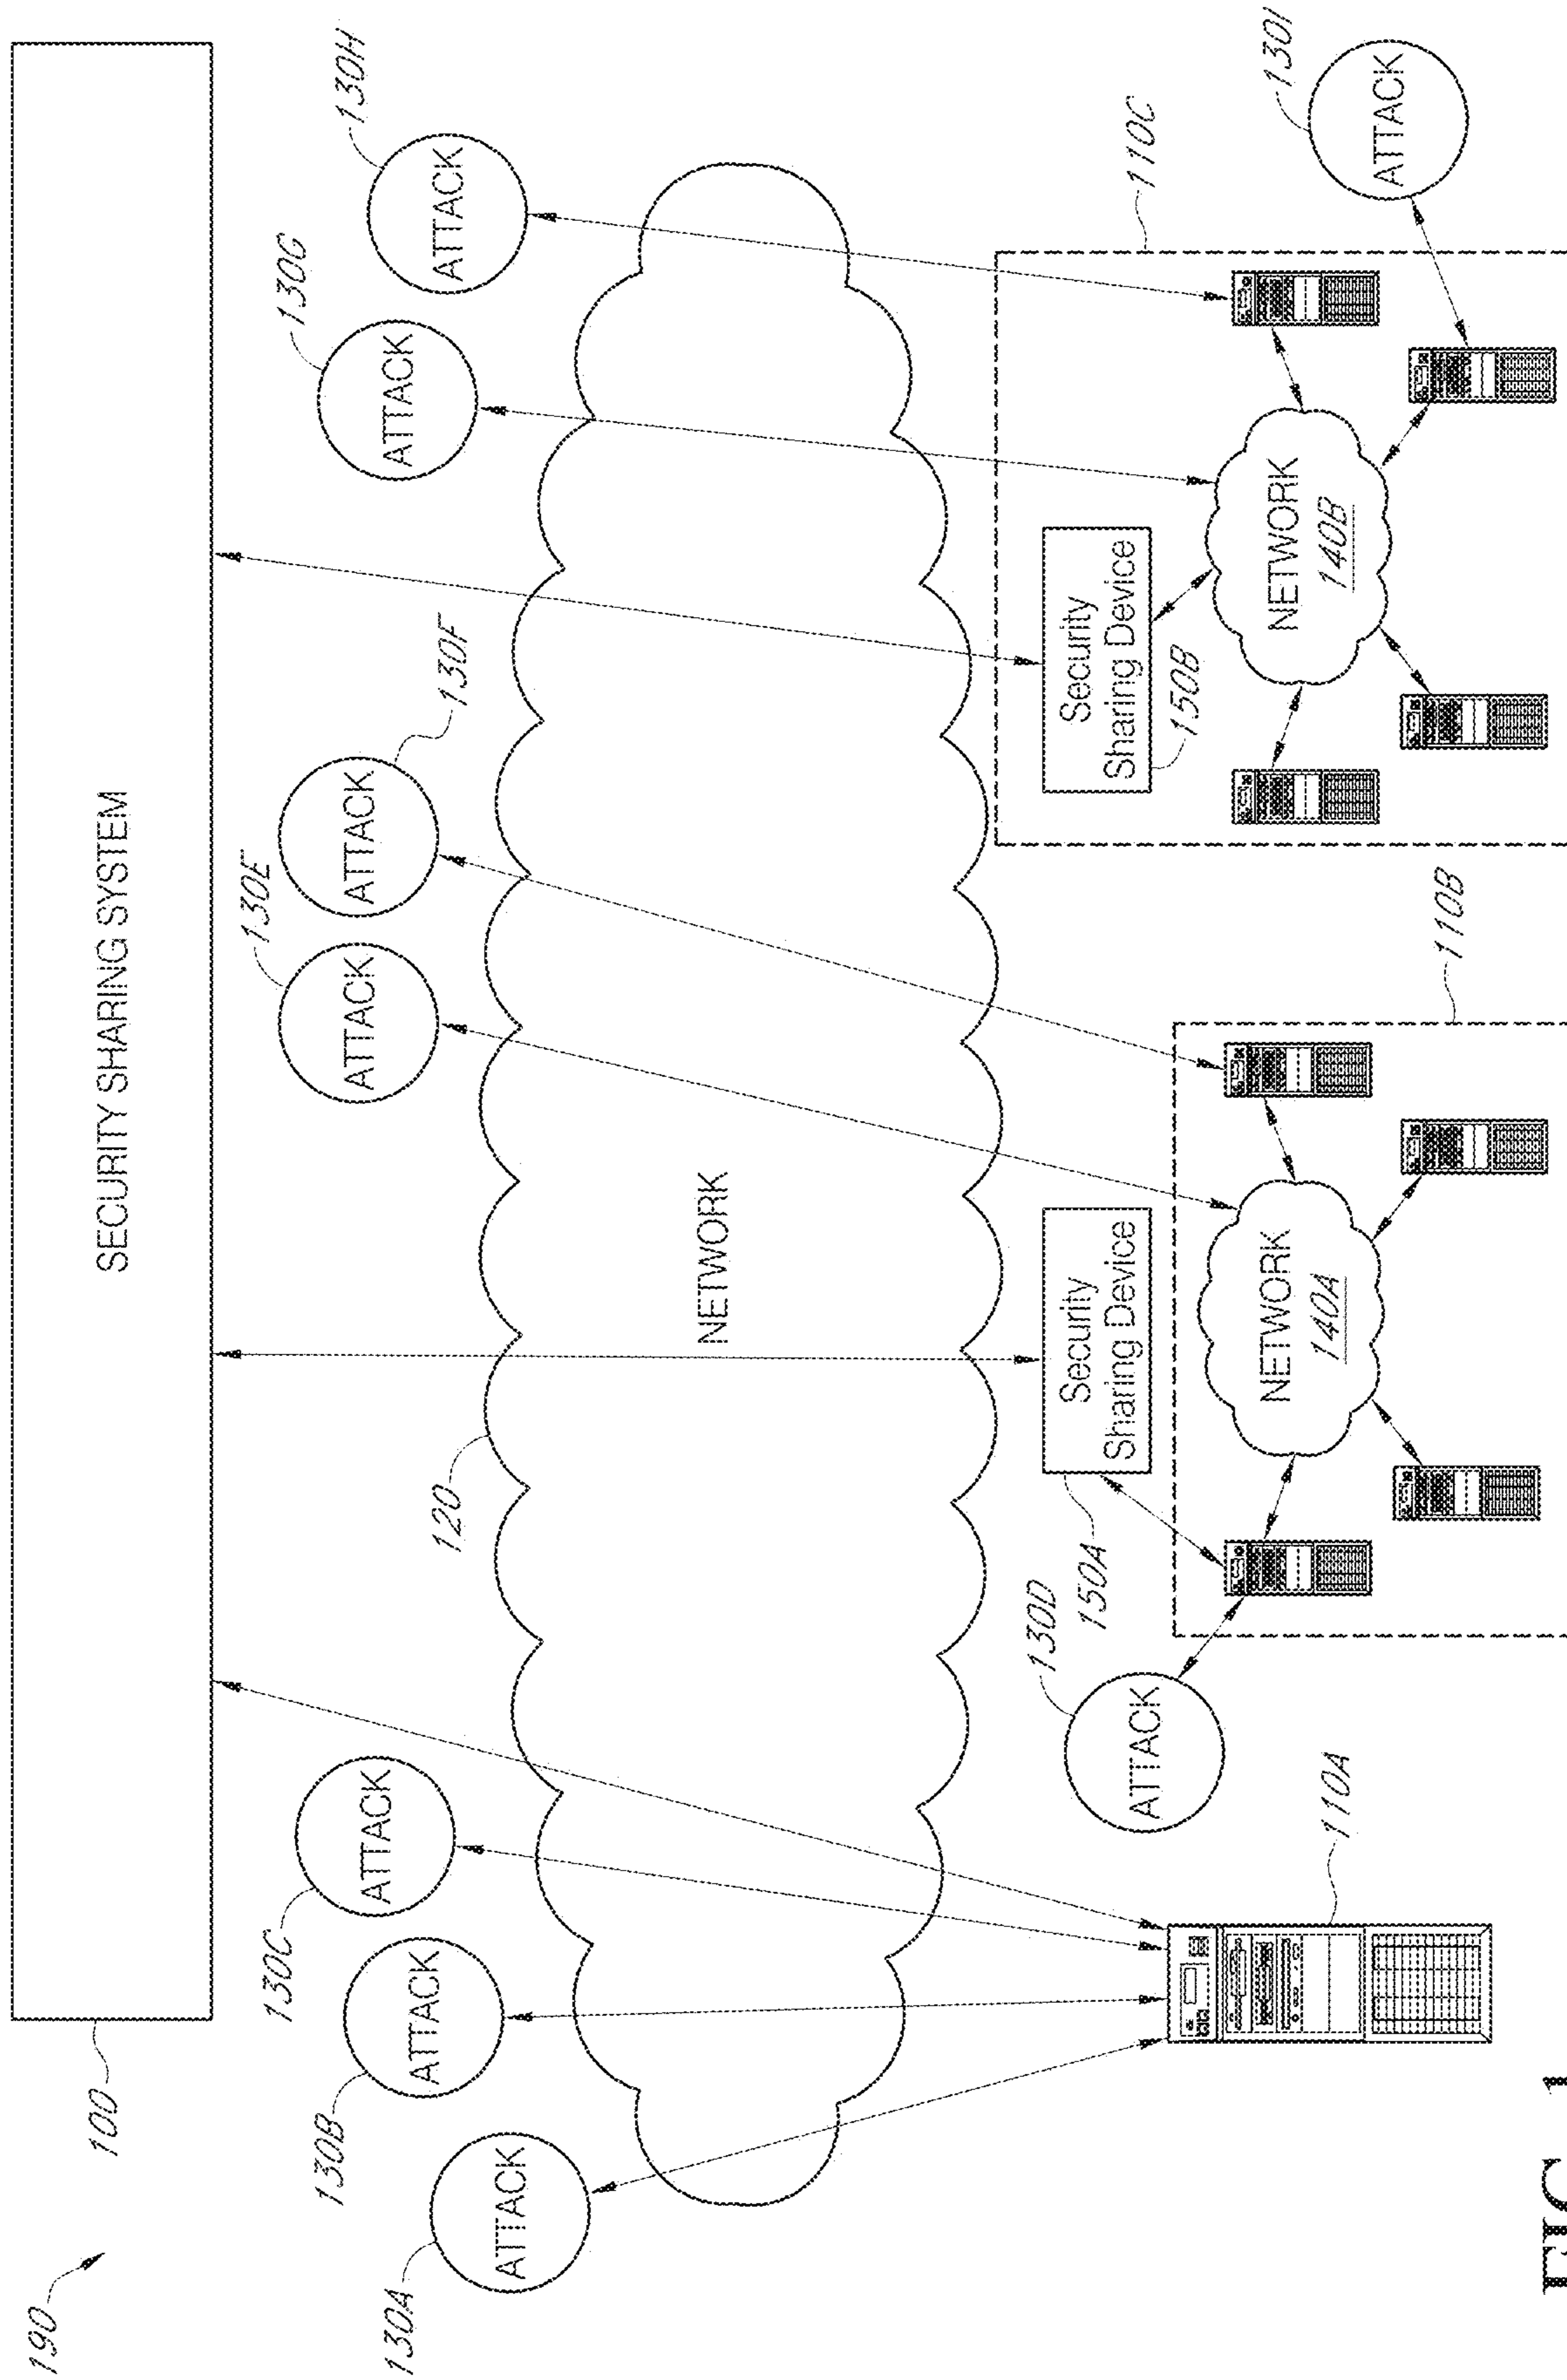 190
100
SECURITY SHARING SYSTEM
130A
ATTACK
130B
ATTACK
130C
ATTACK
130E
ATTACK
130F
ATTACK
130G
ATTACK
130H
ATTACK
120
NETWORK
110A
130D
ATTACK
150A
Security
Sharing Device
110B
NETWORK
140A
Security
Sharing Device
150B
110C
NETWORK
140B
130I
ATTACK
FIG. 1